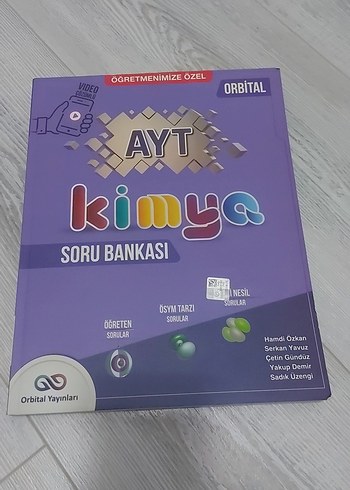 ÖĞRETMENİMİZE ÖZEL
ORBİTAL
VIDEO
ÇÖZÜMLÜ
AYT
kimya
SORU BANKASI
ÖĞRETEN
SORULAR
ÖSYM TARZI
SORULAR
NESİL
SORULAR
Hamdi Özkan
Serkan Yavuz
Çetin Gündüz
Yakup Demir
Sadık Üzengi
Orbital Yayınları